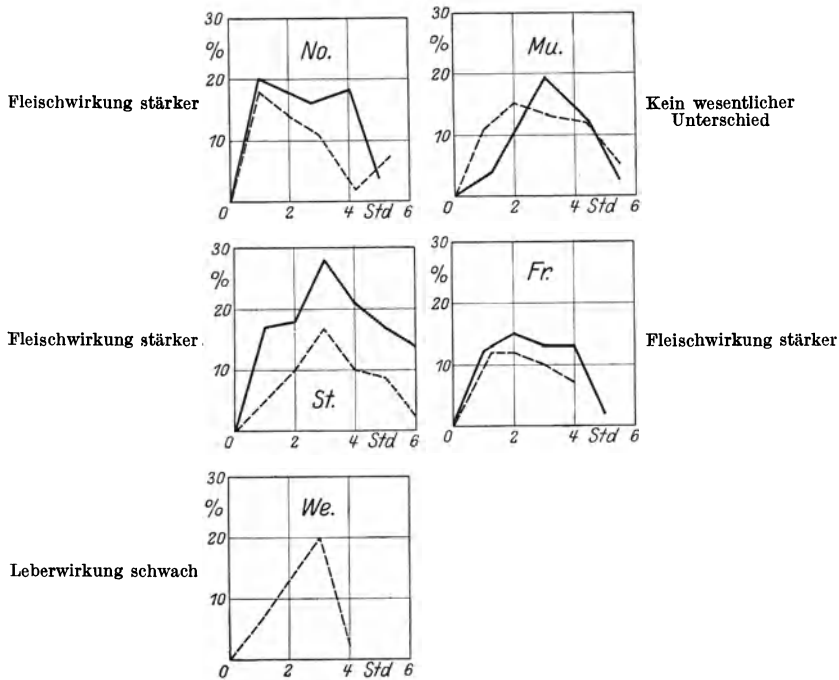 30
%
No.
20
Fleischwirkung stärker
10
0 2 4 Std 6
30
%
Mu.
20
Kein wesentlicher
Unterschied
10
0 2 4 Std 6
30
%
20
Fleischwirkung stärker
10
St.
0 2 4 Std 6
30
%
Fr.
20
Fleischwirkung stärker
10
0 2 4 Std 6
30
%
We.
20
Leberwirkung schwach
10
0 2 4 Std 6